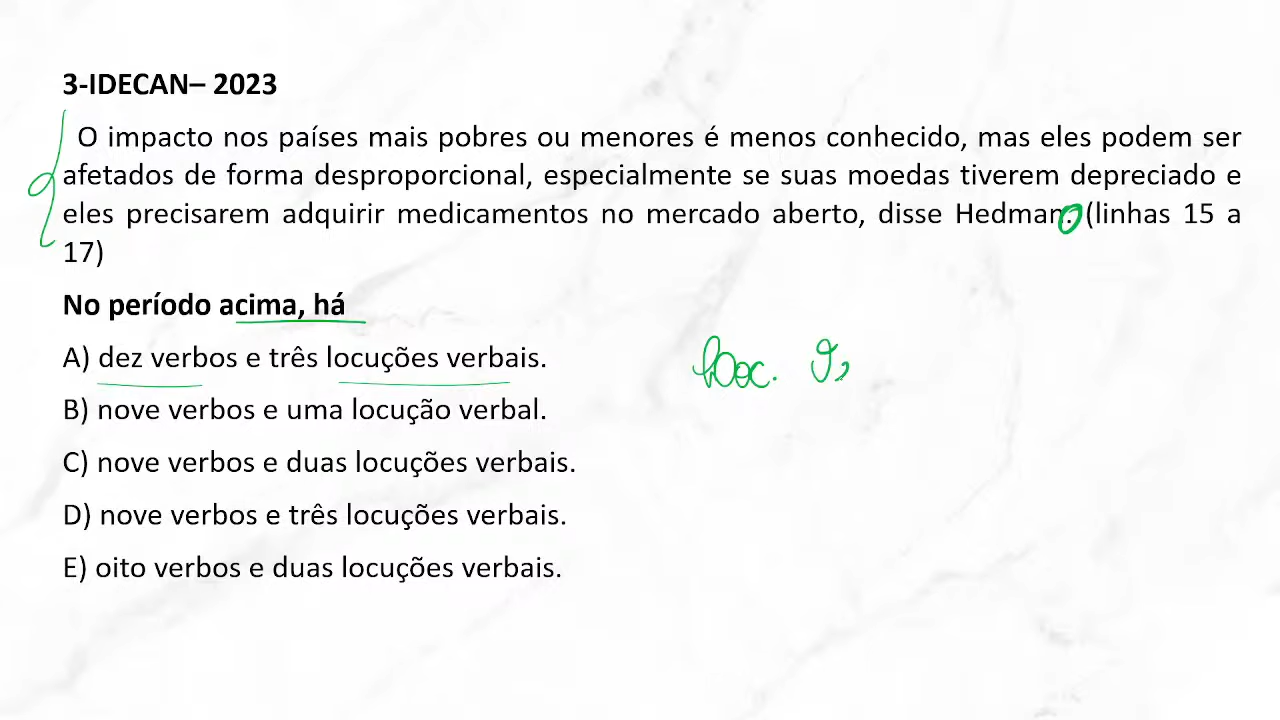 3-IDECAN– 2023
O impacto nos países mais pobres ou menores é menos conhecido, mas eles podem ser
afetados de forma desproporcional, especialmente se suas moedas tiverem depreciado e
eles precisarem adquirir medicamentos no mercado aberto, disse Hedman. (linhas 15 a
17)
No período acima, há
A) dez verbos e três locuções verbais.
B) nove verbos e uma locução verbal.
C) nove verbos e duas locuções verbais.
D) nove verbos e três locuções verbais.
E) oito verbos e duas locuções verbais.